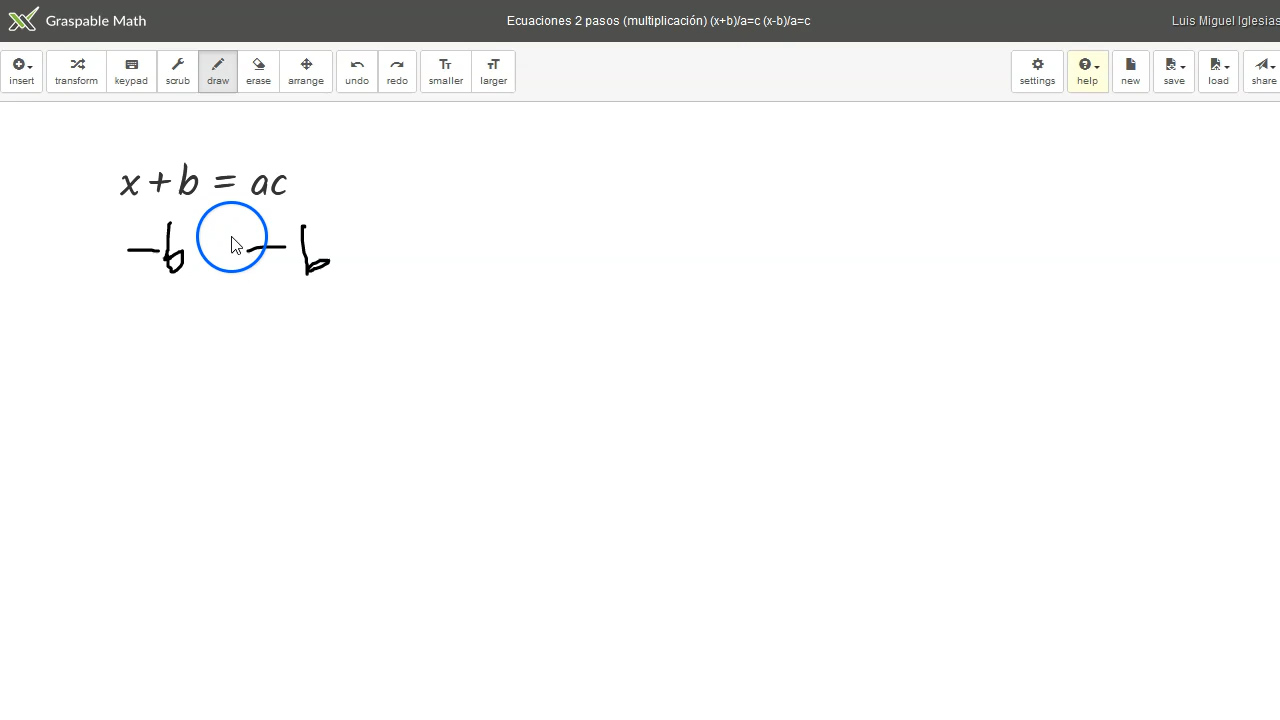 Graspable Math
Ecuaciones 2 pasos (multiplicación) (x+b)/a=c (x-b)/a=c
Luis Miguel Iglesias
insert transform keypad scrub draw erase arrange undo redo smaller larger settings help new save load share
x + b = ac
−b − b